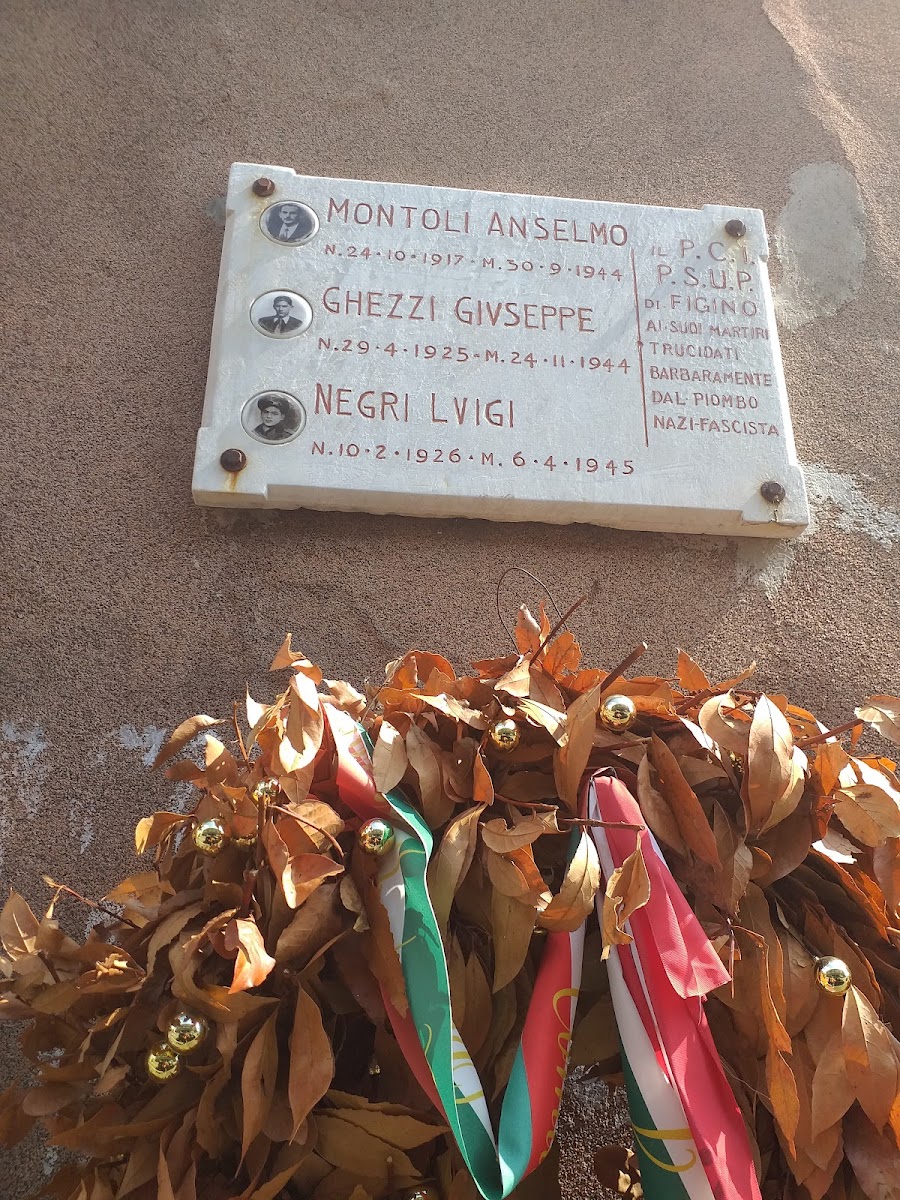 MONTOLI ANSELMO
N. 24·10·1917·M. 30·9·1944
GHEZZI GIVSEPPE
N. 29·4·1925·M. 24·11·1944
NEGRI LVIGI
N. 10·2·1926·M. 6·4·1945
IL P.C.I.
P.S.U.P.
DI FIGINO
AI SUOI MARTIRI
TRUCIDATI
BARBARAMENTE
DAL PIOMBO
NAZI-FASCISTA